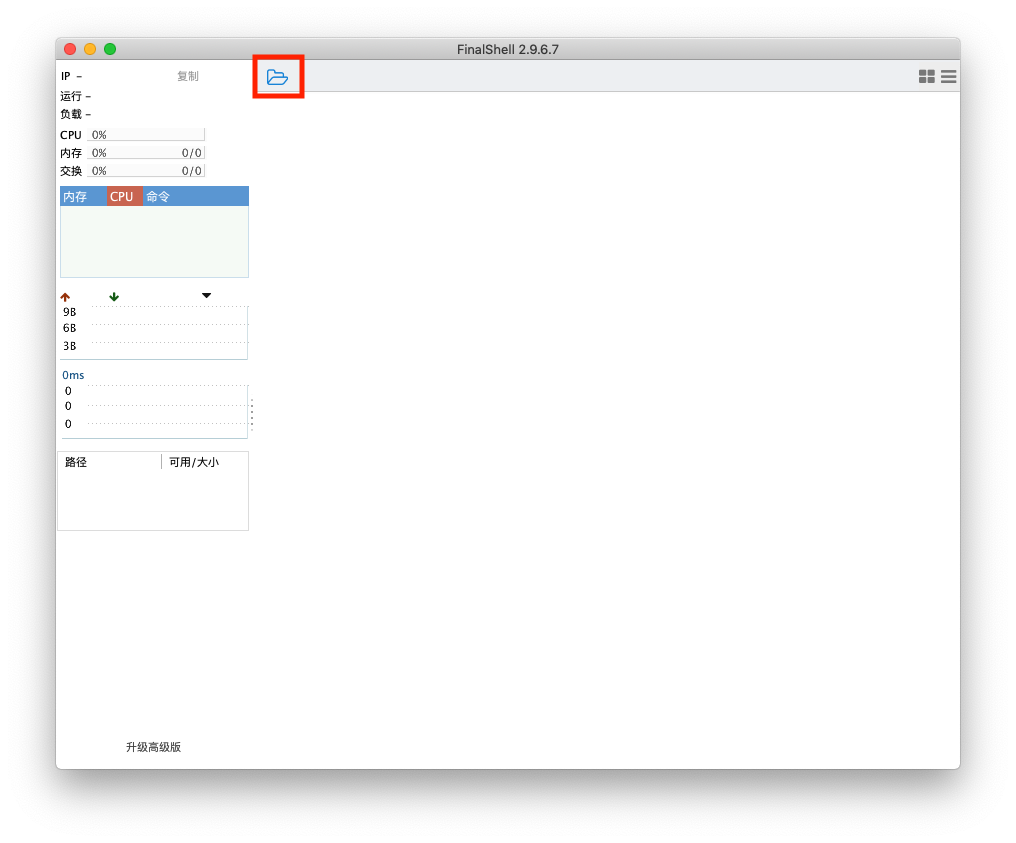 FinalShell 2.9.6.7
IP – 复制
运行 –
负载 –
CPU 0%
内存 0% 0/0
交换 0% 0/0
内存 CPU 命令
9B
6B
3B
0ms
0
0
0
路径 可用/大小
升级高级版